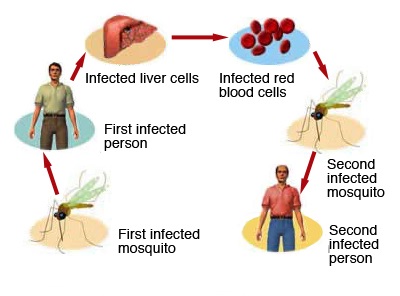 Infected liver cells
Infected red
blood cells
First infected
person
Second
infected
mosquito
First infected
mosquito
Second
infected
person